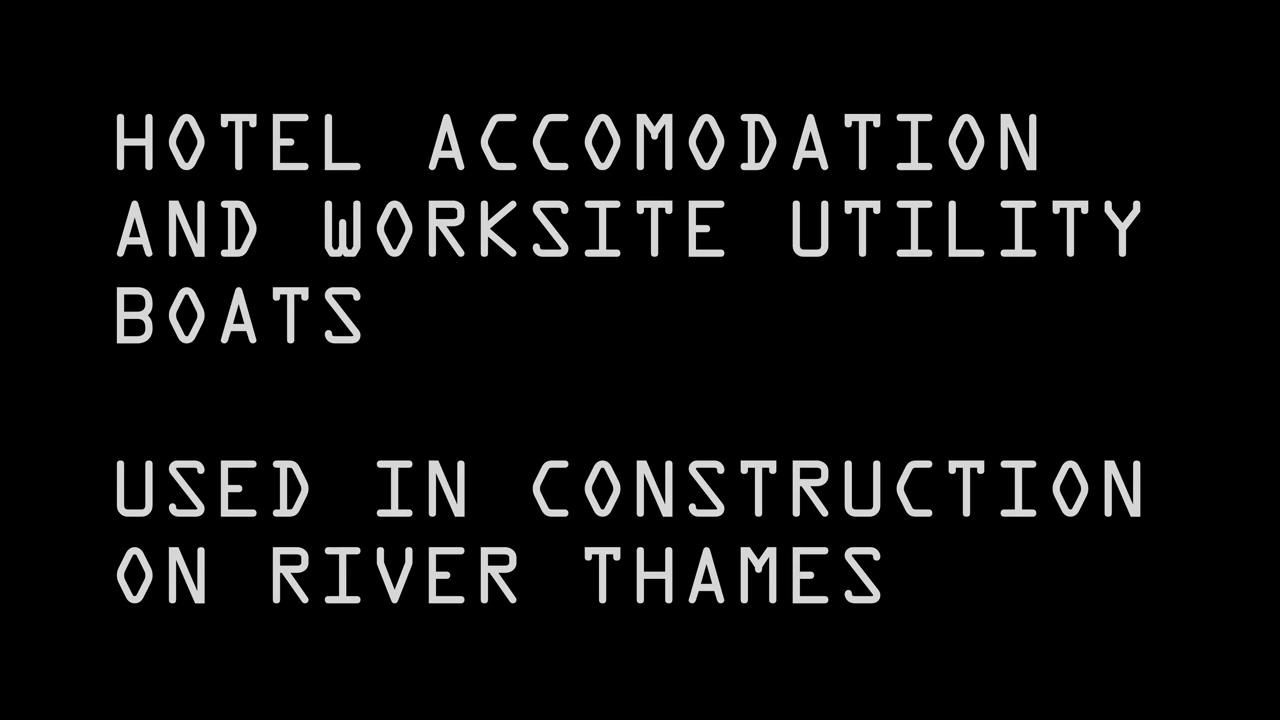 HOTEL ACCOMODATION
AND WORKSITE UTILITY
BOATS
USED IN CONSTRUCTION
ON RIVER THAMES